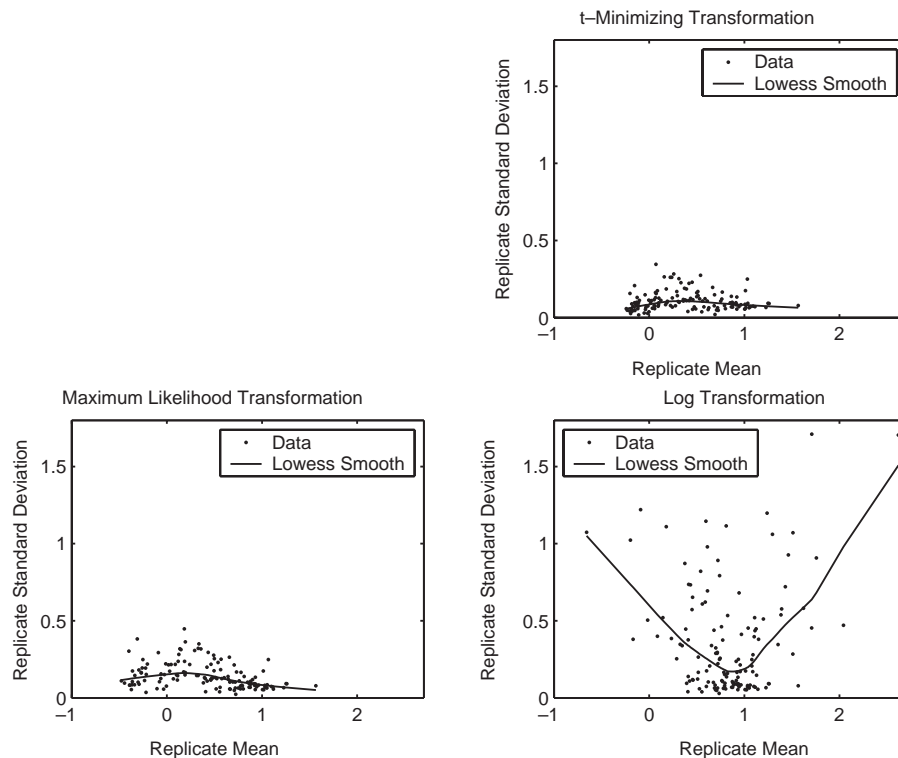 t–Minimizing Transformation
Data
Lowess Smooth
1.5
1
0.5
0
Replicate Standard Deviation
–1
0
1
2
Replicate Mean
Maximum Likelihood Transformation
Data
Lowess Smooth
1.5
1
0.5
0
Replicate Standard Deviation
–1
0
1
2
Replicate Mean
Log Transformation
Data
Lowess Smooth
1.5
1
0.5
0
Replicate Standard Deviation
–1
0
1
2
Replicate Mean